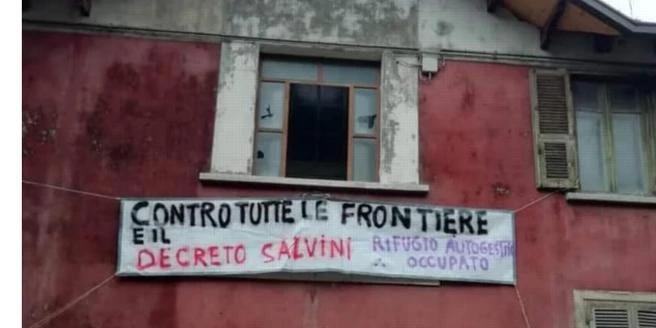 CONTRO TUTTE LE FRONTIERE
E IL
DECRETO SALVINI
RIFUGIO AUTOGESTITO
OCCUPATO